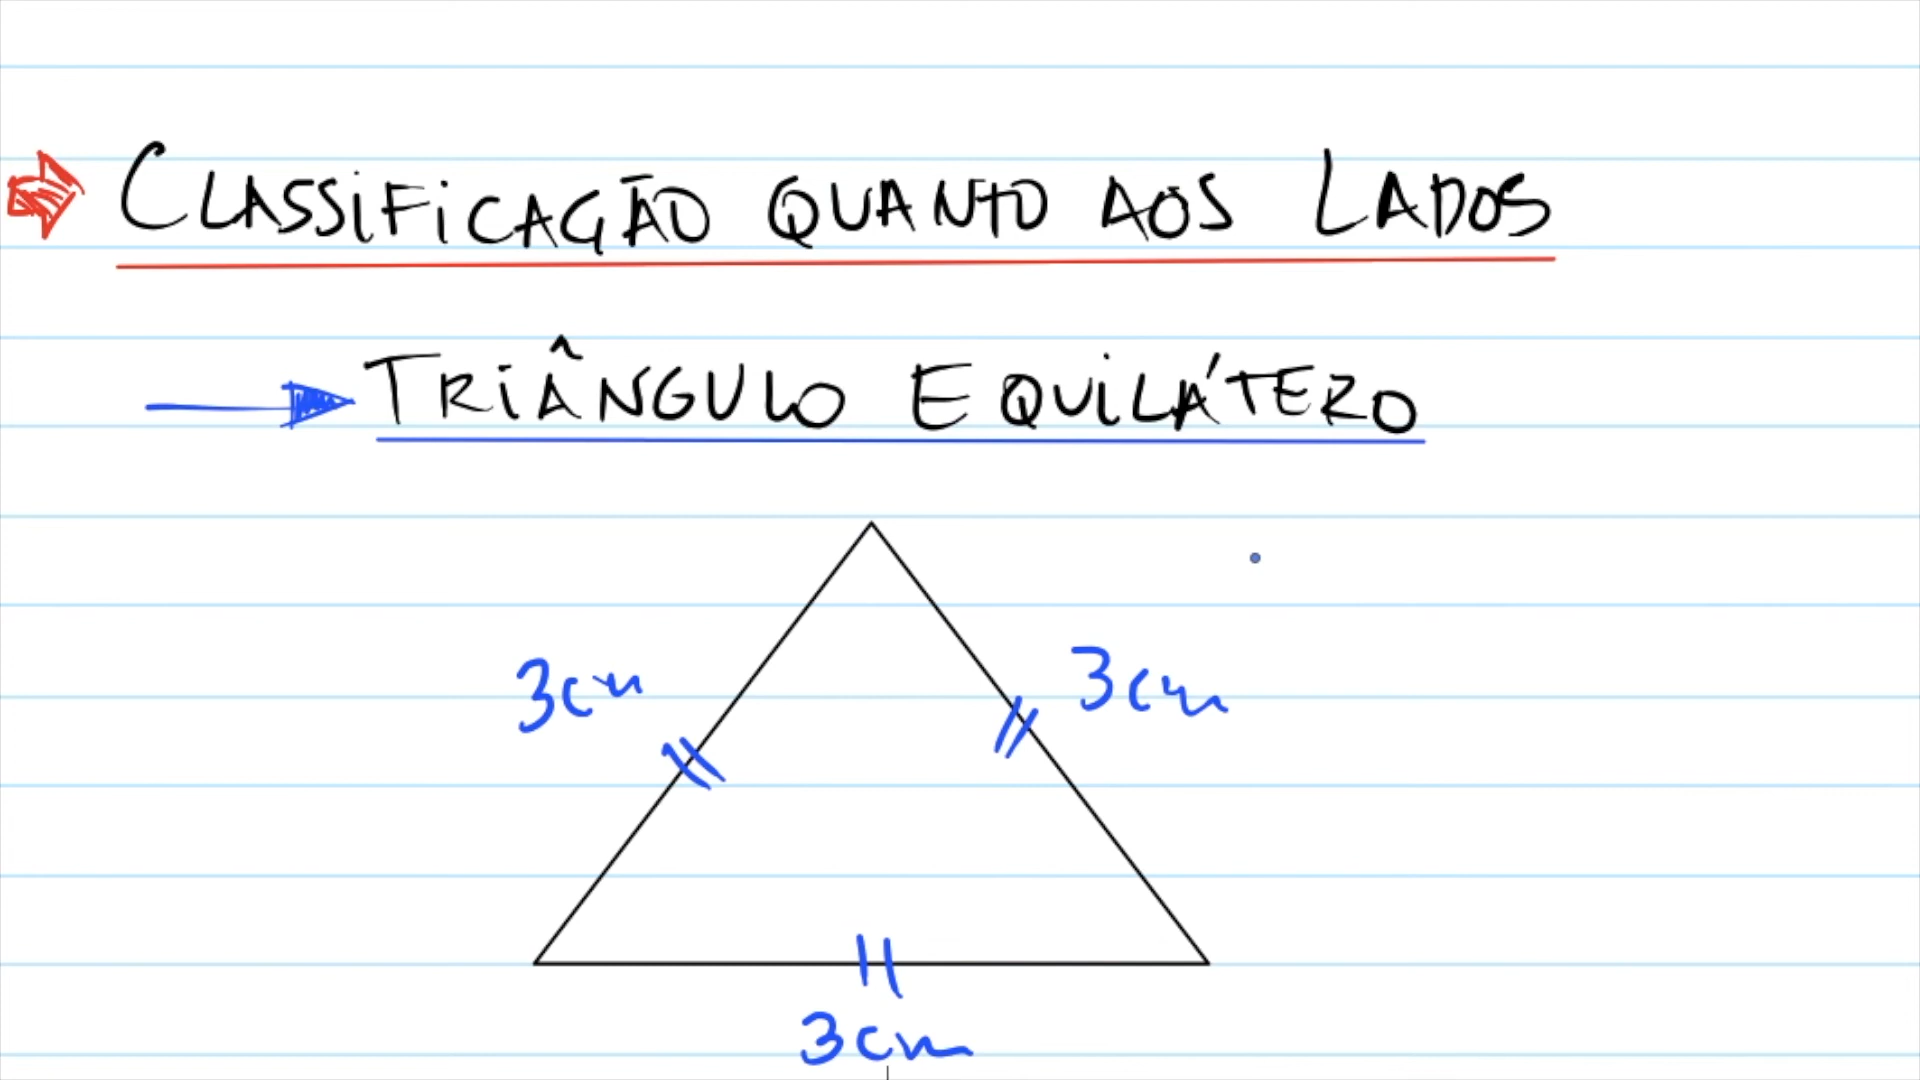 CLASSIFICAÇÃO QUANTO AOS LADOS
TRIÂNGULO EQUILÁTERO
3cm
3cm
3cm